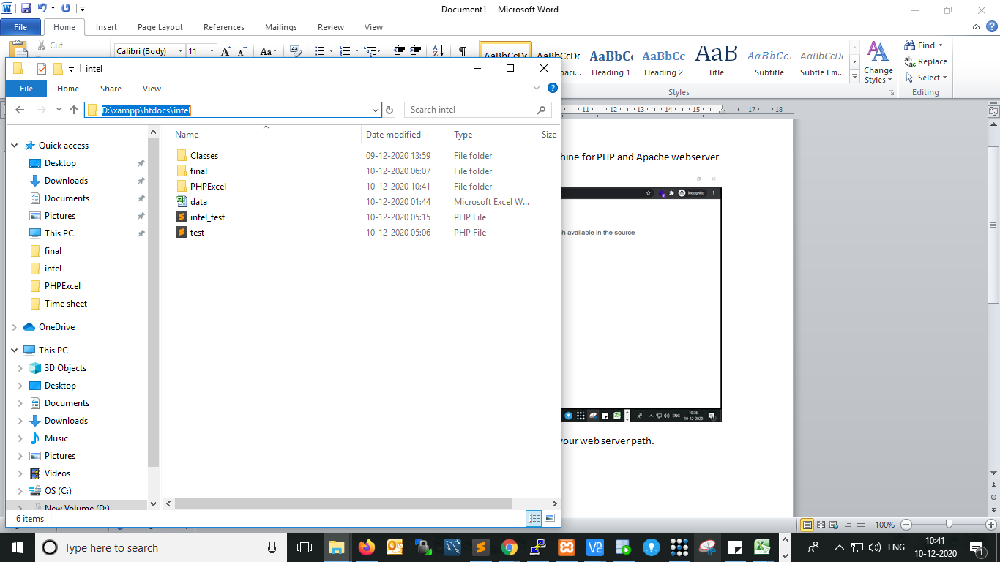 Document1 - Microsoft Word
File Home Insert Page Layout References Mailings Review View
Cut
Calibri (Body) 11
AaBbCcDc AaBbCcDc AaBbC AaBbCc AaB AaBbCc. AaBbCcDc
Heading 1 Heading 2 Title Subtitle Subtle Em...
Change Styles
Styles
Find
Replace
Select
Editing
intel
File Home Share View
D:\xampp\htdocs\intel
Search intel
11 12 13 14 15 17 18
Name Date modified Type Size
Classes 09-12-2020 13:59 File folder
final 10-12-2020 06:07 File folder
PHPExcel 10-12-2020 10:41 File folder
data 10-12-2020 01:44 Microsoft Excel W...
intel_test 10-12-2020 05:15 PHP File
test 10-12-2020 05:06 PHP File
Quick access
Desktop
Downloads
Documents
Pictures
This PC
final
intel
PHPExcel
Time sheet
OneDrive
This PC
3D Objects
Desktop
Documents
Downloads
Music
Pictures
Videos
OS (C:)
New Volume (D:)
6 items
hine for PHP and Apache webserver
Incognito
h available in the source
ENG
10:36
10-12-2020
your web server path.
100%
Type here to search
ENG
10:41
10-12-2020
1